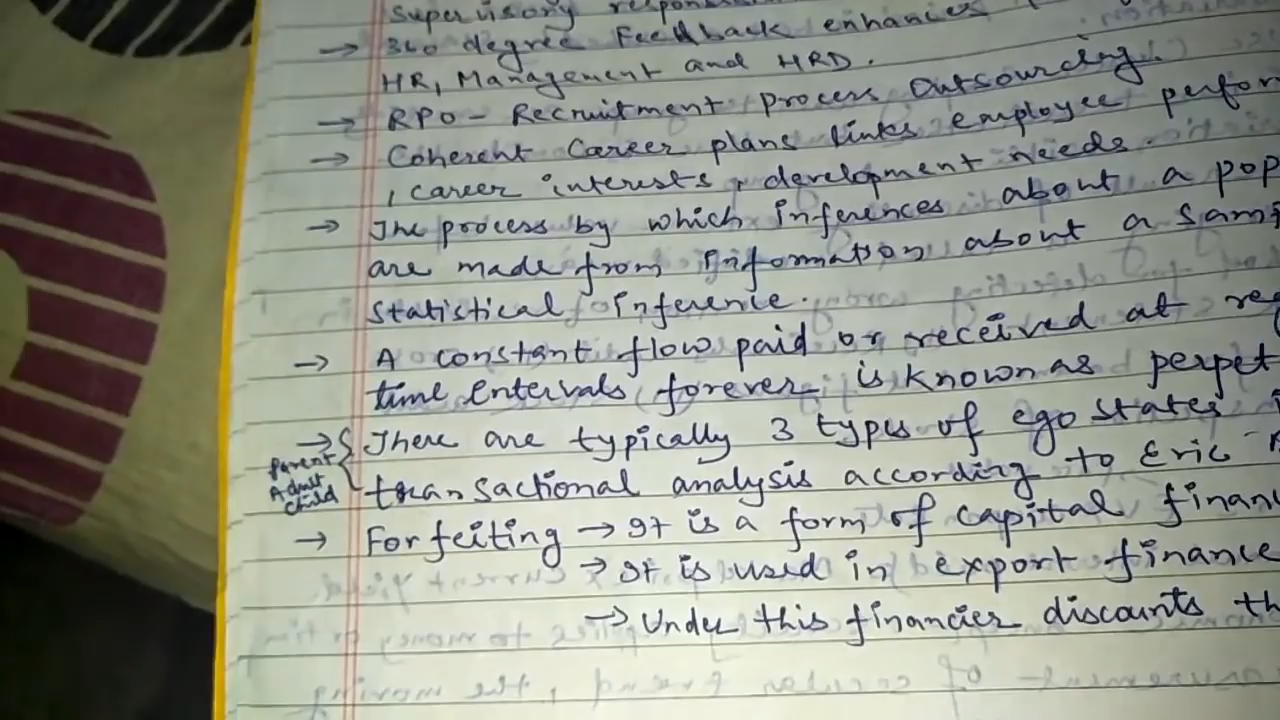 Supervisory respons
→ 360 degree Feedback enhances
HR, Management and HRD.
→ RPO - Recruitment process Outsourcing.
→ Coherent Career plans links employee perfor
, career interests, development needs.
→ The process by which inferences about a pop
are made from information about a sam
statistical inference.
→ A constant flow paid or received at reg
time intervals forever is known as perpet
→ There are typically 3 types of ego states i
transactional analysis according to Eric
Parent
Adult
child
→ Forfeiting → It is a form of capital finan
→ It is used in export finance
→ Under this financier discounts th